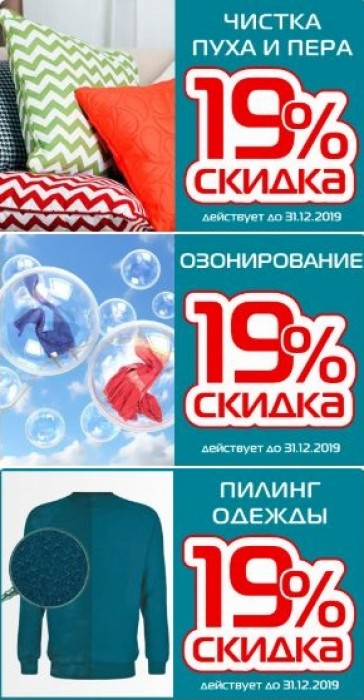 ЧИСТКА
ПУХА И ПЕРА
19%
СКИДКА
действует до 31.12.2019
ОЗОНИРОВАНИЕ
19%
СКИДКА
действует до 31.12.2019
ПИЛИНГ
ОДЕЖДЫ
19%
СКИДКА
действует до 31.12.2019